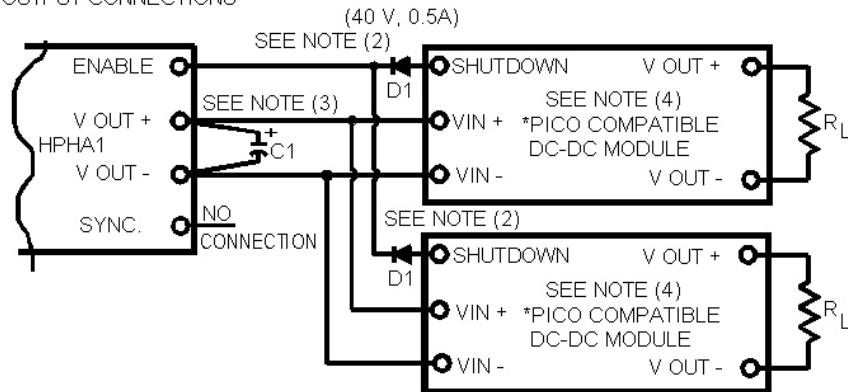 OUTPUT CONNECTIONS
(40 V, 0.5A)
SEE NOTE (2)
ENABLE
D1
SHUTDOWN
V OUT +
SEE NOTE (3)
V OUT +
+
C1
HPHA1
V OUT -
SYNC.
NO
CONNECTION
SEE NOTE (4)
VIN +
*PICO COMPATIBLE
DC-DC MODULE
VIN -
V OUT -
RL
SEE NOTE (2)
D1
SHUTDOWN
V OUT +
SEE NOTE (4)
VIN +
*PICO COMPATIBLE
DC-DC MODULE
VIN -
V OUT -
RL